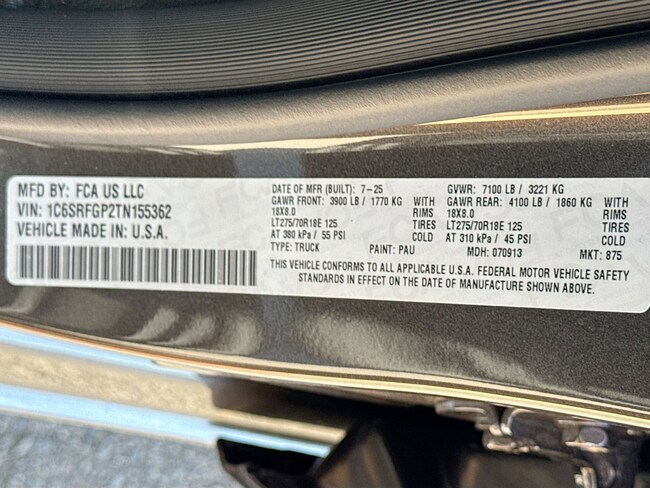 MFD BY: FCA US LLC
VIN: 1C6SRFGP2TN155362
VEHICLE MADE IN: U.S.A.
DATE OF MFR (BUILT): 7-25 GVWR: 7100 LB / 3221 KG
GAWR FRONT: 3900 LB / 1770 KG WITH GAWR REAR: 4100 LB / 1860 KG WITH
18X8.0 RIMS 18X8.0 RIMS
LT275/70R18E 125 TIRES LT275/70R18E 125 TIRES
AT 380 kPa / 55 PSI COLD AT 310 kPa / 45 PSI COLD
TYPE: TRUCK PAINT: PAU MDH: 070913 MKT: 875
THIS VEHICLE CONFORMS TO ALL APPLICABLE U.S.A. FEDERAL MOTOR VEHICLE SAFETY
STANDARDS IN EFFECT ON THE DATE OF MANUFACTURE SHOWN ABOVE.